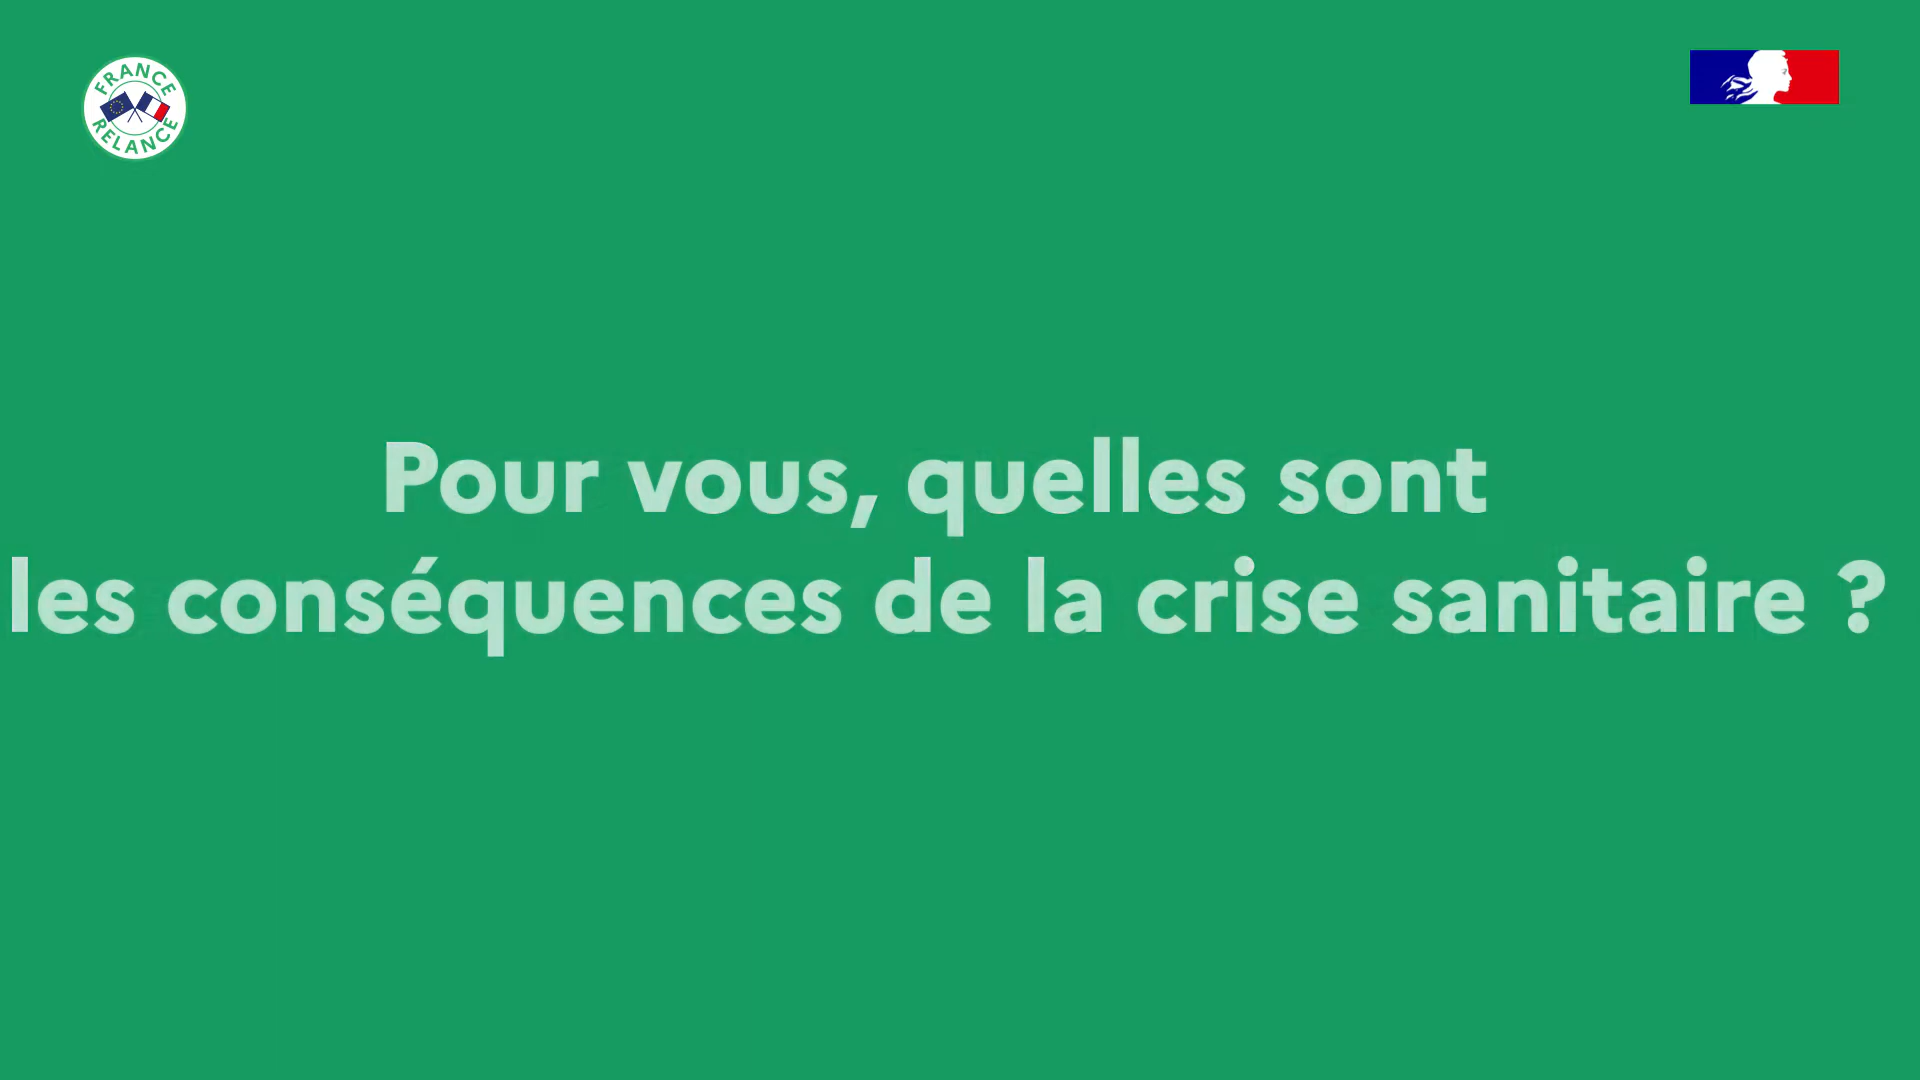 FRANCE
RELANCE
Pour vous, quelles sont
les conséquences de la crise sanitaire ?